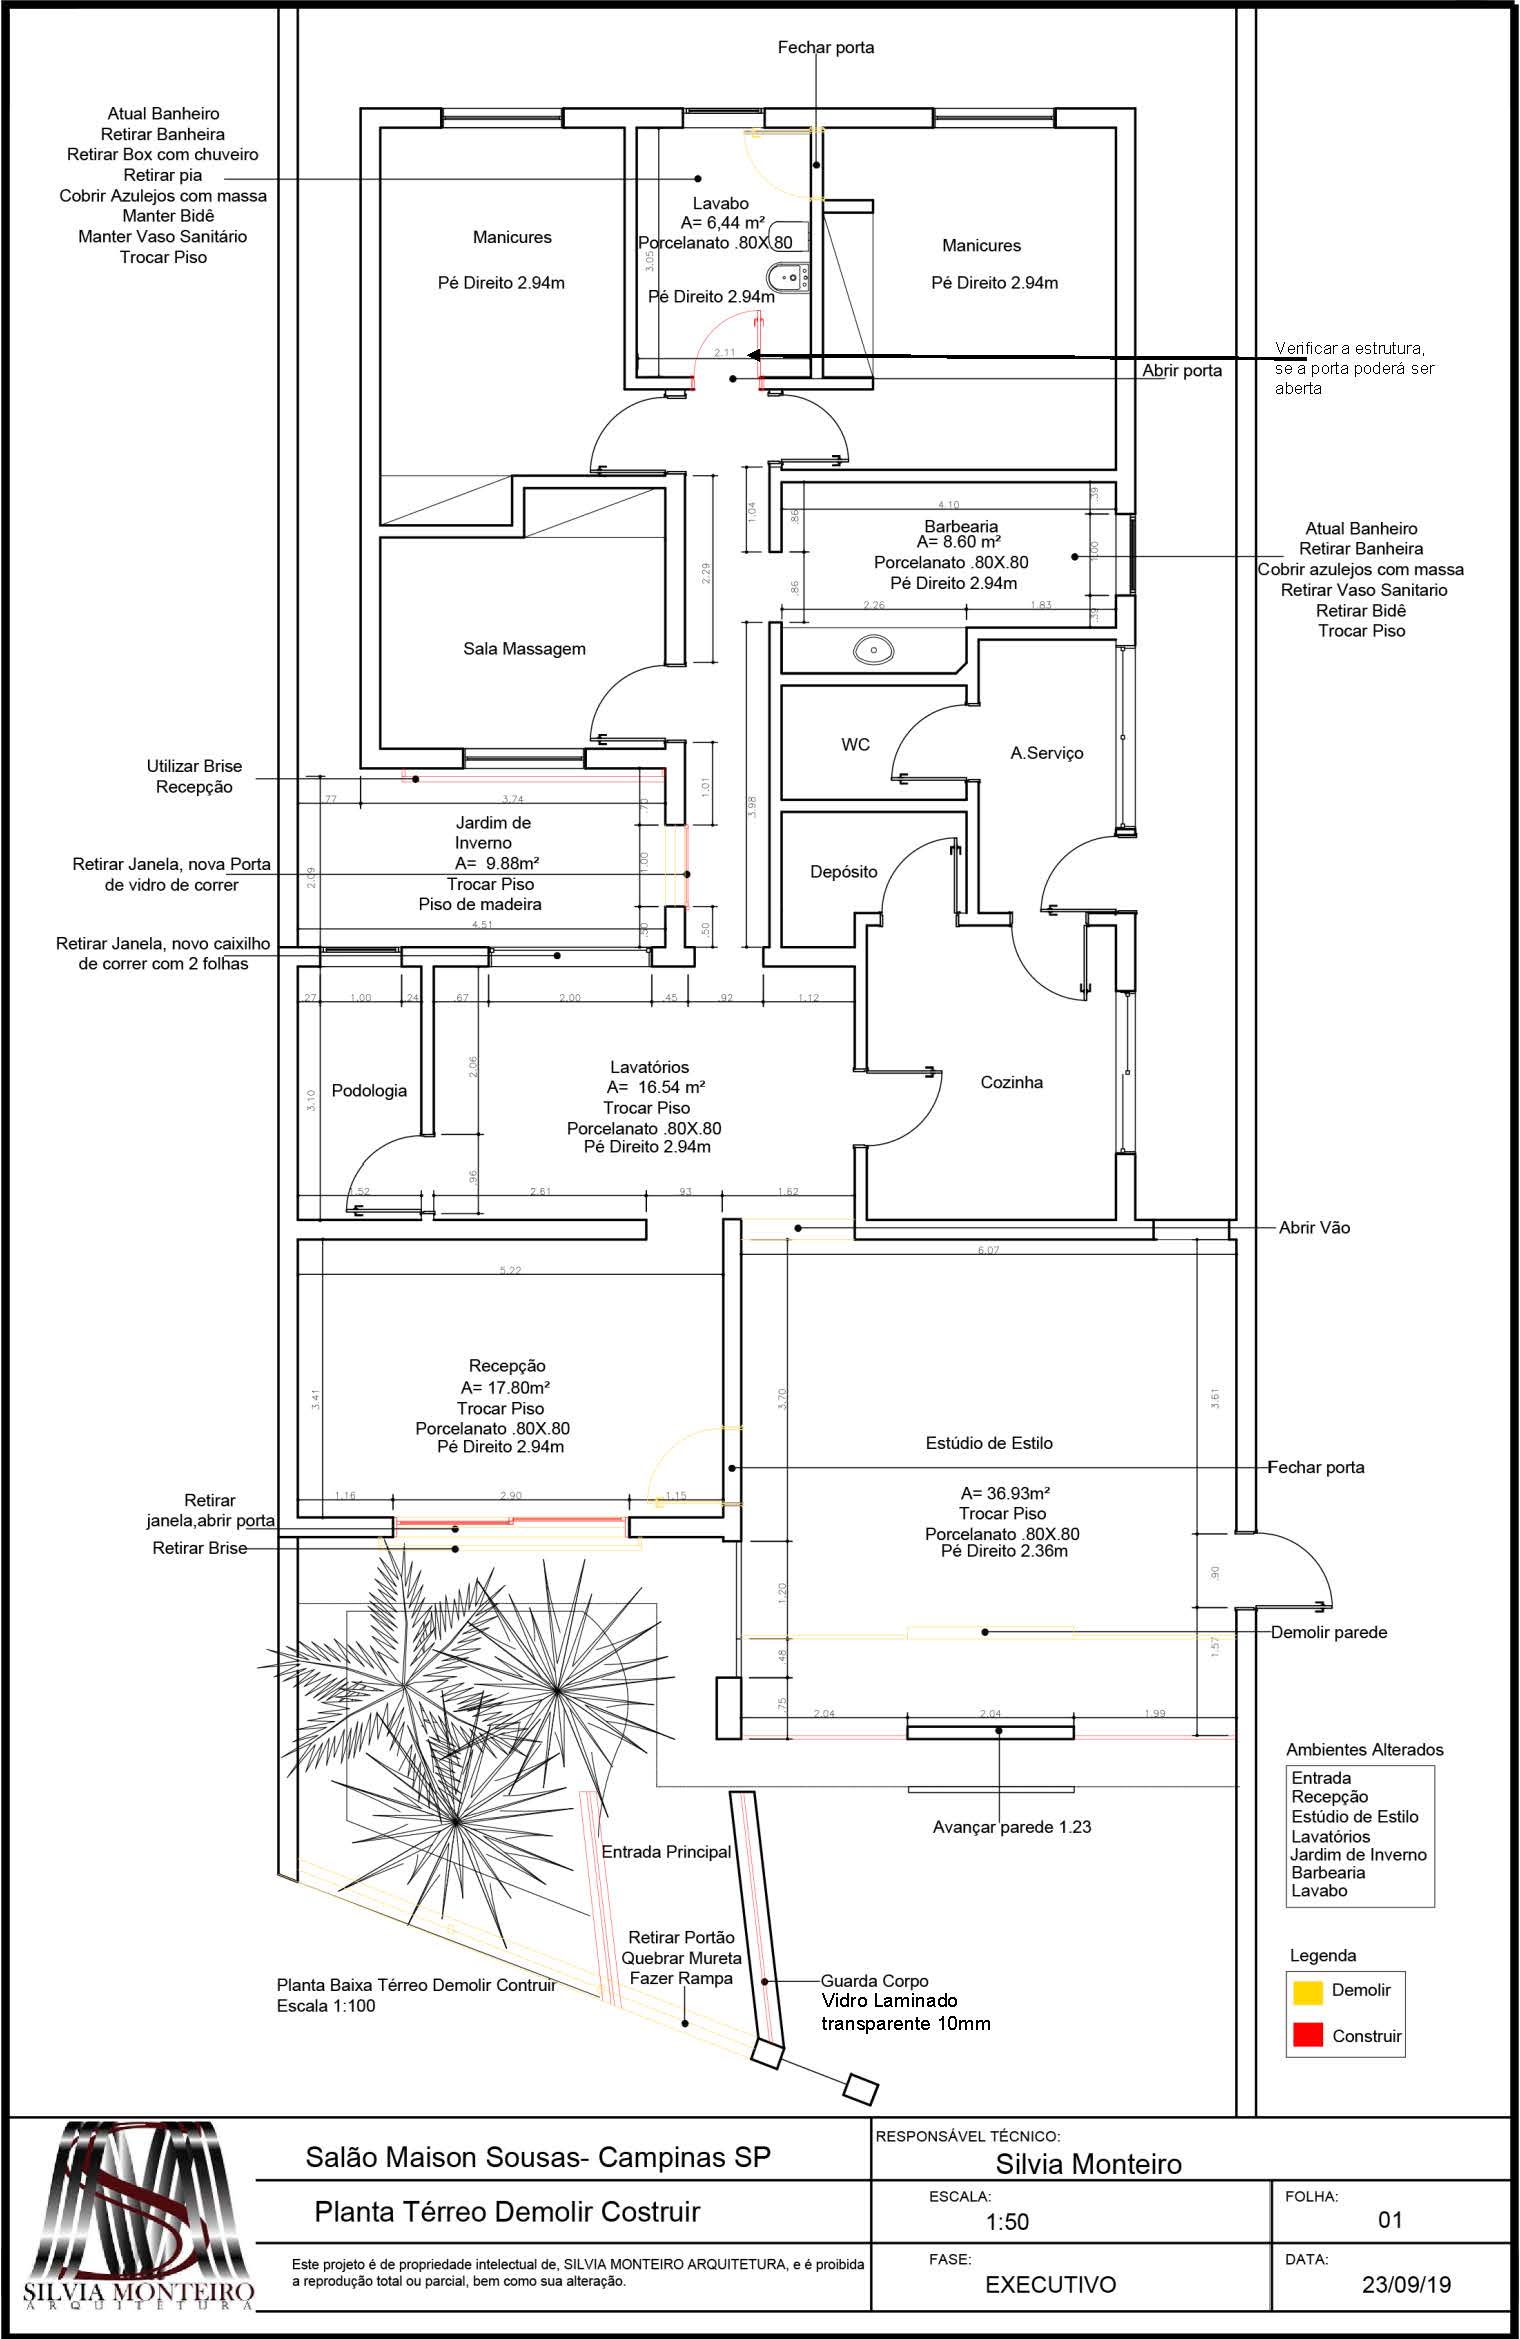 Fechar porta
Atual Banheiro
Retirar Banheira
Retirar Box com chuveiro
Retirar pia
Cobrir Azulejos com massa
Manter Bidê
Manter Vaso Sanitário
Trocar Piso
Manicures
Pé Direito 2.94m
Lavabo
A= 6,44 m²
Porcelanato .80X.80
3.05
Pé Direito 2.94m
2.11
Manicures
Pé Direito 2.94m
Verificar a estrutura,
se a porta poderá ser
aberta
Abrir porta
1.04
.86
4.10
.39
Barbearia
A= 8.60 m²
Porcelanato .80X.80
Pé Direito 2.94m
1.00
.86
2.26
1.83
.39
Atual Banheiro
Retirar Banheira
Cobrir azulejos com massa
Retirar Vaso Sanitario
Retirar Bidê
Trocar Piso
2.29
Sala Massagem
WC
A.Serviço
Utilizar Brise
Recepção
.77
3.74
.70
1.01
3.98
Jardim de
Inverno
A= 9.88m²
Trocar Piso
Piso de madeira
2.09
1.00
4.51
.50
.50
Retirar Janela, nova Porta
de vidro de correr
Depósito
Retirar Janela, novo caixilho
de correr com 2 folhas
.27
1.00
.24
.67
2.00
.45
.92
1.12
2.06
3.10
Podologia
Lavatórios
A= 16.54 m²
Trocar Piso
Porcelanato .80X.80
Pé Direito 2.94m
Cozinha
.96
1.52
2.61
.93
1.62
Abrir Vão
5.22
6.07
3.41
Recepção
A= 17.80m²
Trocar Piso
Porcelanato .80X.80
Pé Direito 2.94m
3.70
3.61
Estúdio de Estilo
A= 36.93m²
Trocar Piso
Porcelanato .80X.80
Pé Direito 2.36m
Fechar porta
1.16
2.90
1.15
Retirar
janela,abrir porta
Retirar Brise
1.20
.90
Demolir parede
.48
1.57
.75
2.04
2.04
1.99
Avançar parede 1.23
Ambientes Alterados
Entrada
Recepção
Estúdio de Estilo
Lavatórios
Jardim de Inverno
Barbearia
Lavabo
Entrada Principal
Retirar Portão
Quebrar Mureta
Fazer Rampa
Guarda Corpo
Vidro Laminado
transparente 10mm
Planta Baixa Térreo Demolir Contruir
Escala 1:100
Legenda
Demolir
Construir
SILVIA MONTEIRO
ARQUITETURA
Salão Maison Sousas- Campinas SP
Planta Térreo Demolir Costruir
Este projeto é de propriedade intelectual de, SILVIA MONTEIRO ARQUITETURA, e é proibida
a reprodução total ou parcial, bem como sua alteração.
RESPONSÁVEL TÉCNICO:
Silvia Monteiro
ESCALA:
1:50
FOLHA:
01
FASE:
EXECUTIVO
DATA:
23/09/19